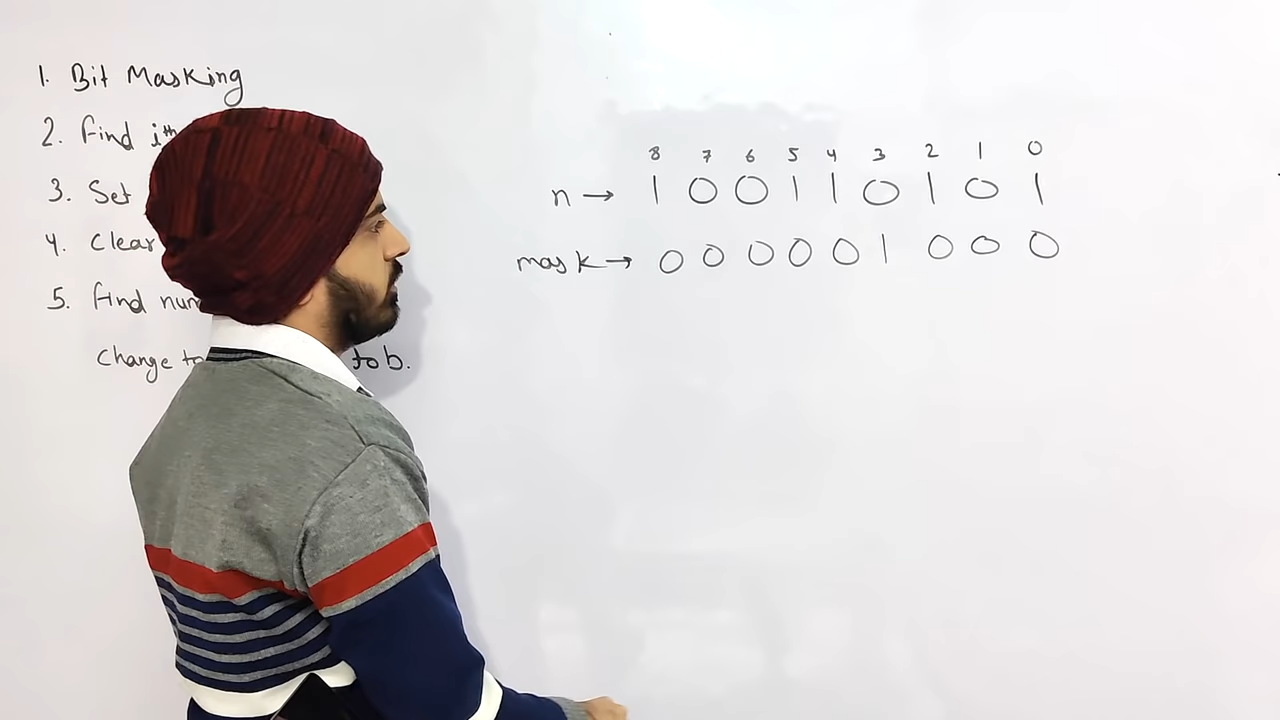 1. Bit Masking
2. Find ith
3. Set
4. Clear
5. Find num
Change to to b.
8 7 6 5 4 3 2 1 0
n → 1 0 0 1 1 0 1 0 1
mask → 0 0 0 0 0 1 0 0 0